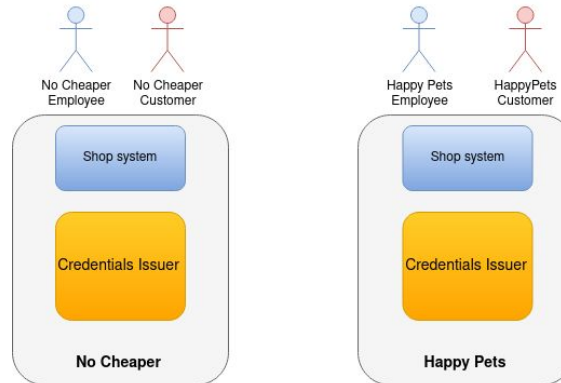 No Cheaper
Employee
No Cheaper
Customer
Happy Pets
Employee
HappyPets
Customer
Shop system
Shop system
Credentials Issuer
Credentials Issuer
No Cheaper
Happy Pets